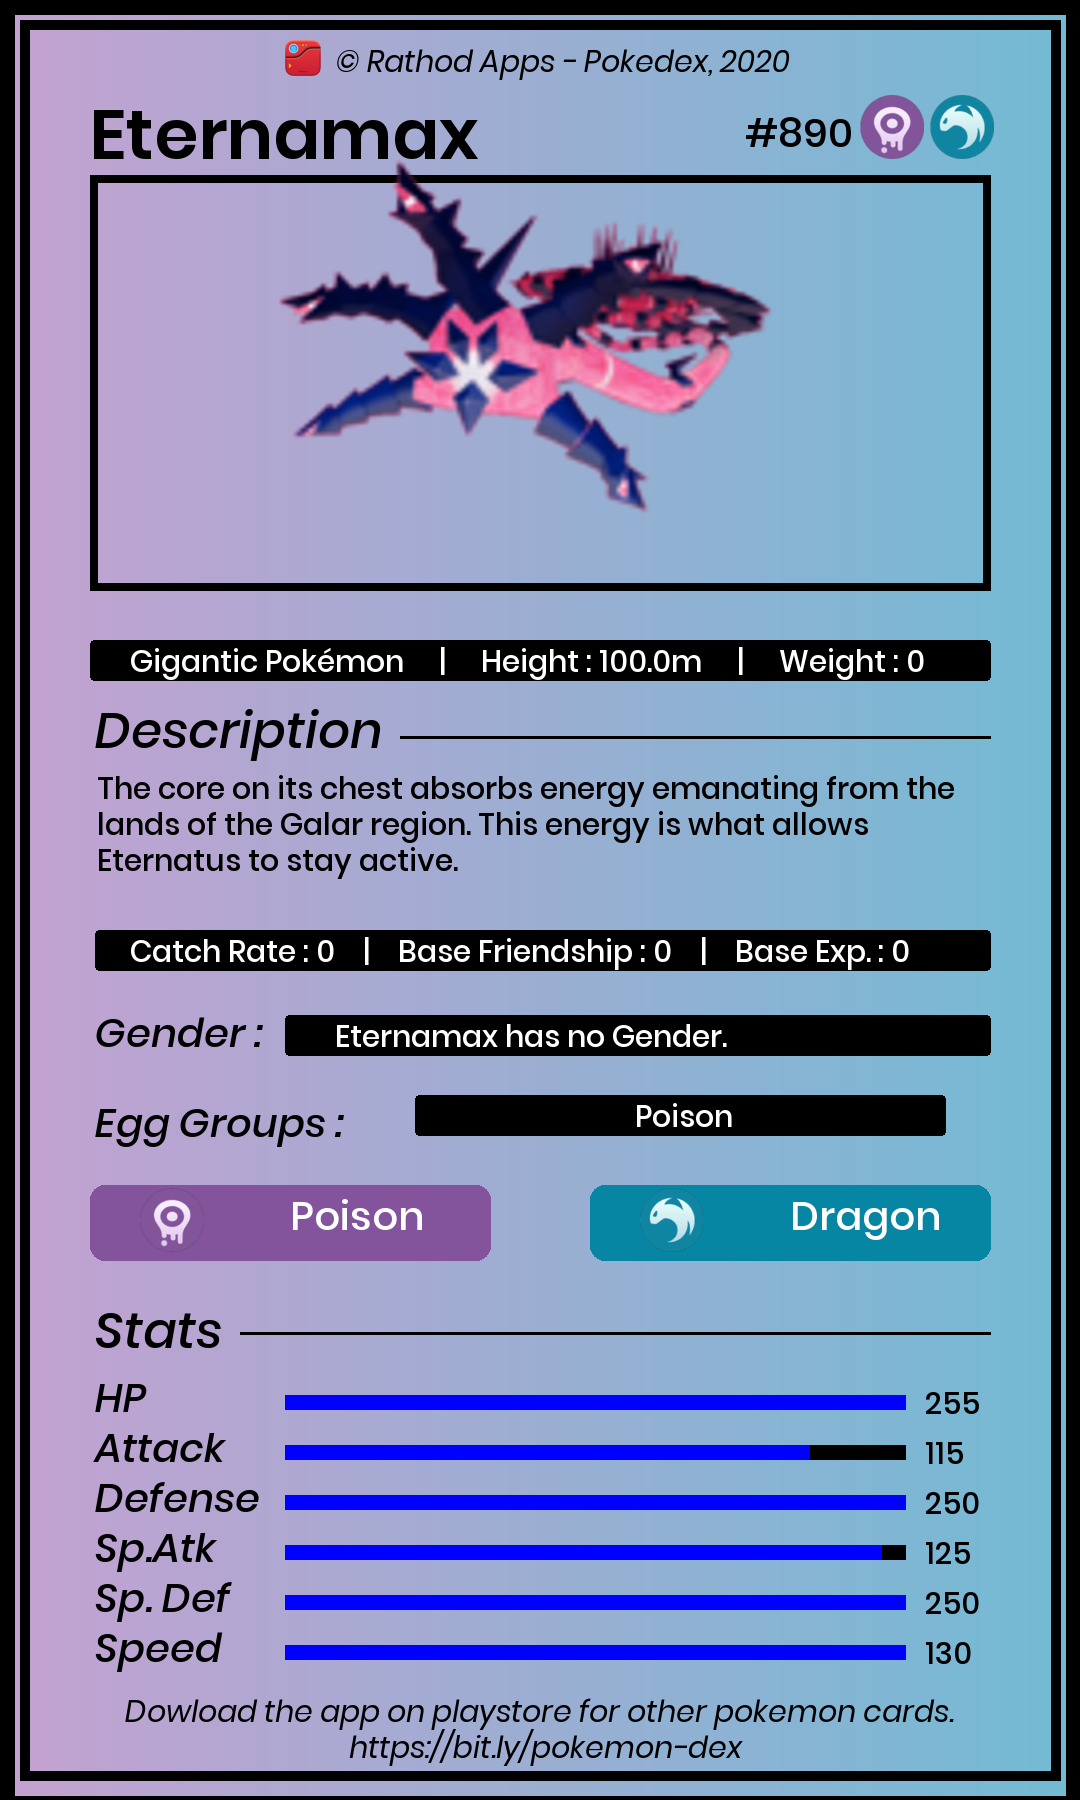 © Rathod Apps - Pokedex, 2020
Eternamax #890
Gigantic Pokémon | Height : 100.0m | Weight : 0
Description
The core on its chest absorbs energy emanating from the
lands of the Galar region. This energy is what allows
Eternatus to stay active.
Catch Rate : 0 | Base Friendship : 0 | Base Exp. : 0
Gender : Eternamax has no Gender.
Egg Groups : Poison
Poison Dragon
Stats
HP 255
Attack 115
Defense 250
Sp.Atk 125
Sp. Def 250
Speed 130
Dowload the app on playstore for other pokemon cards.
https://bit.ly/pokemon-dex